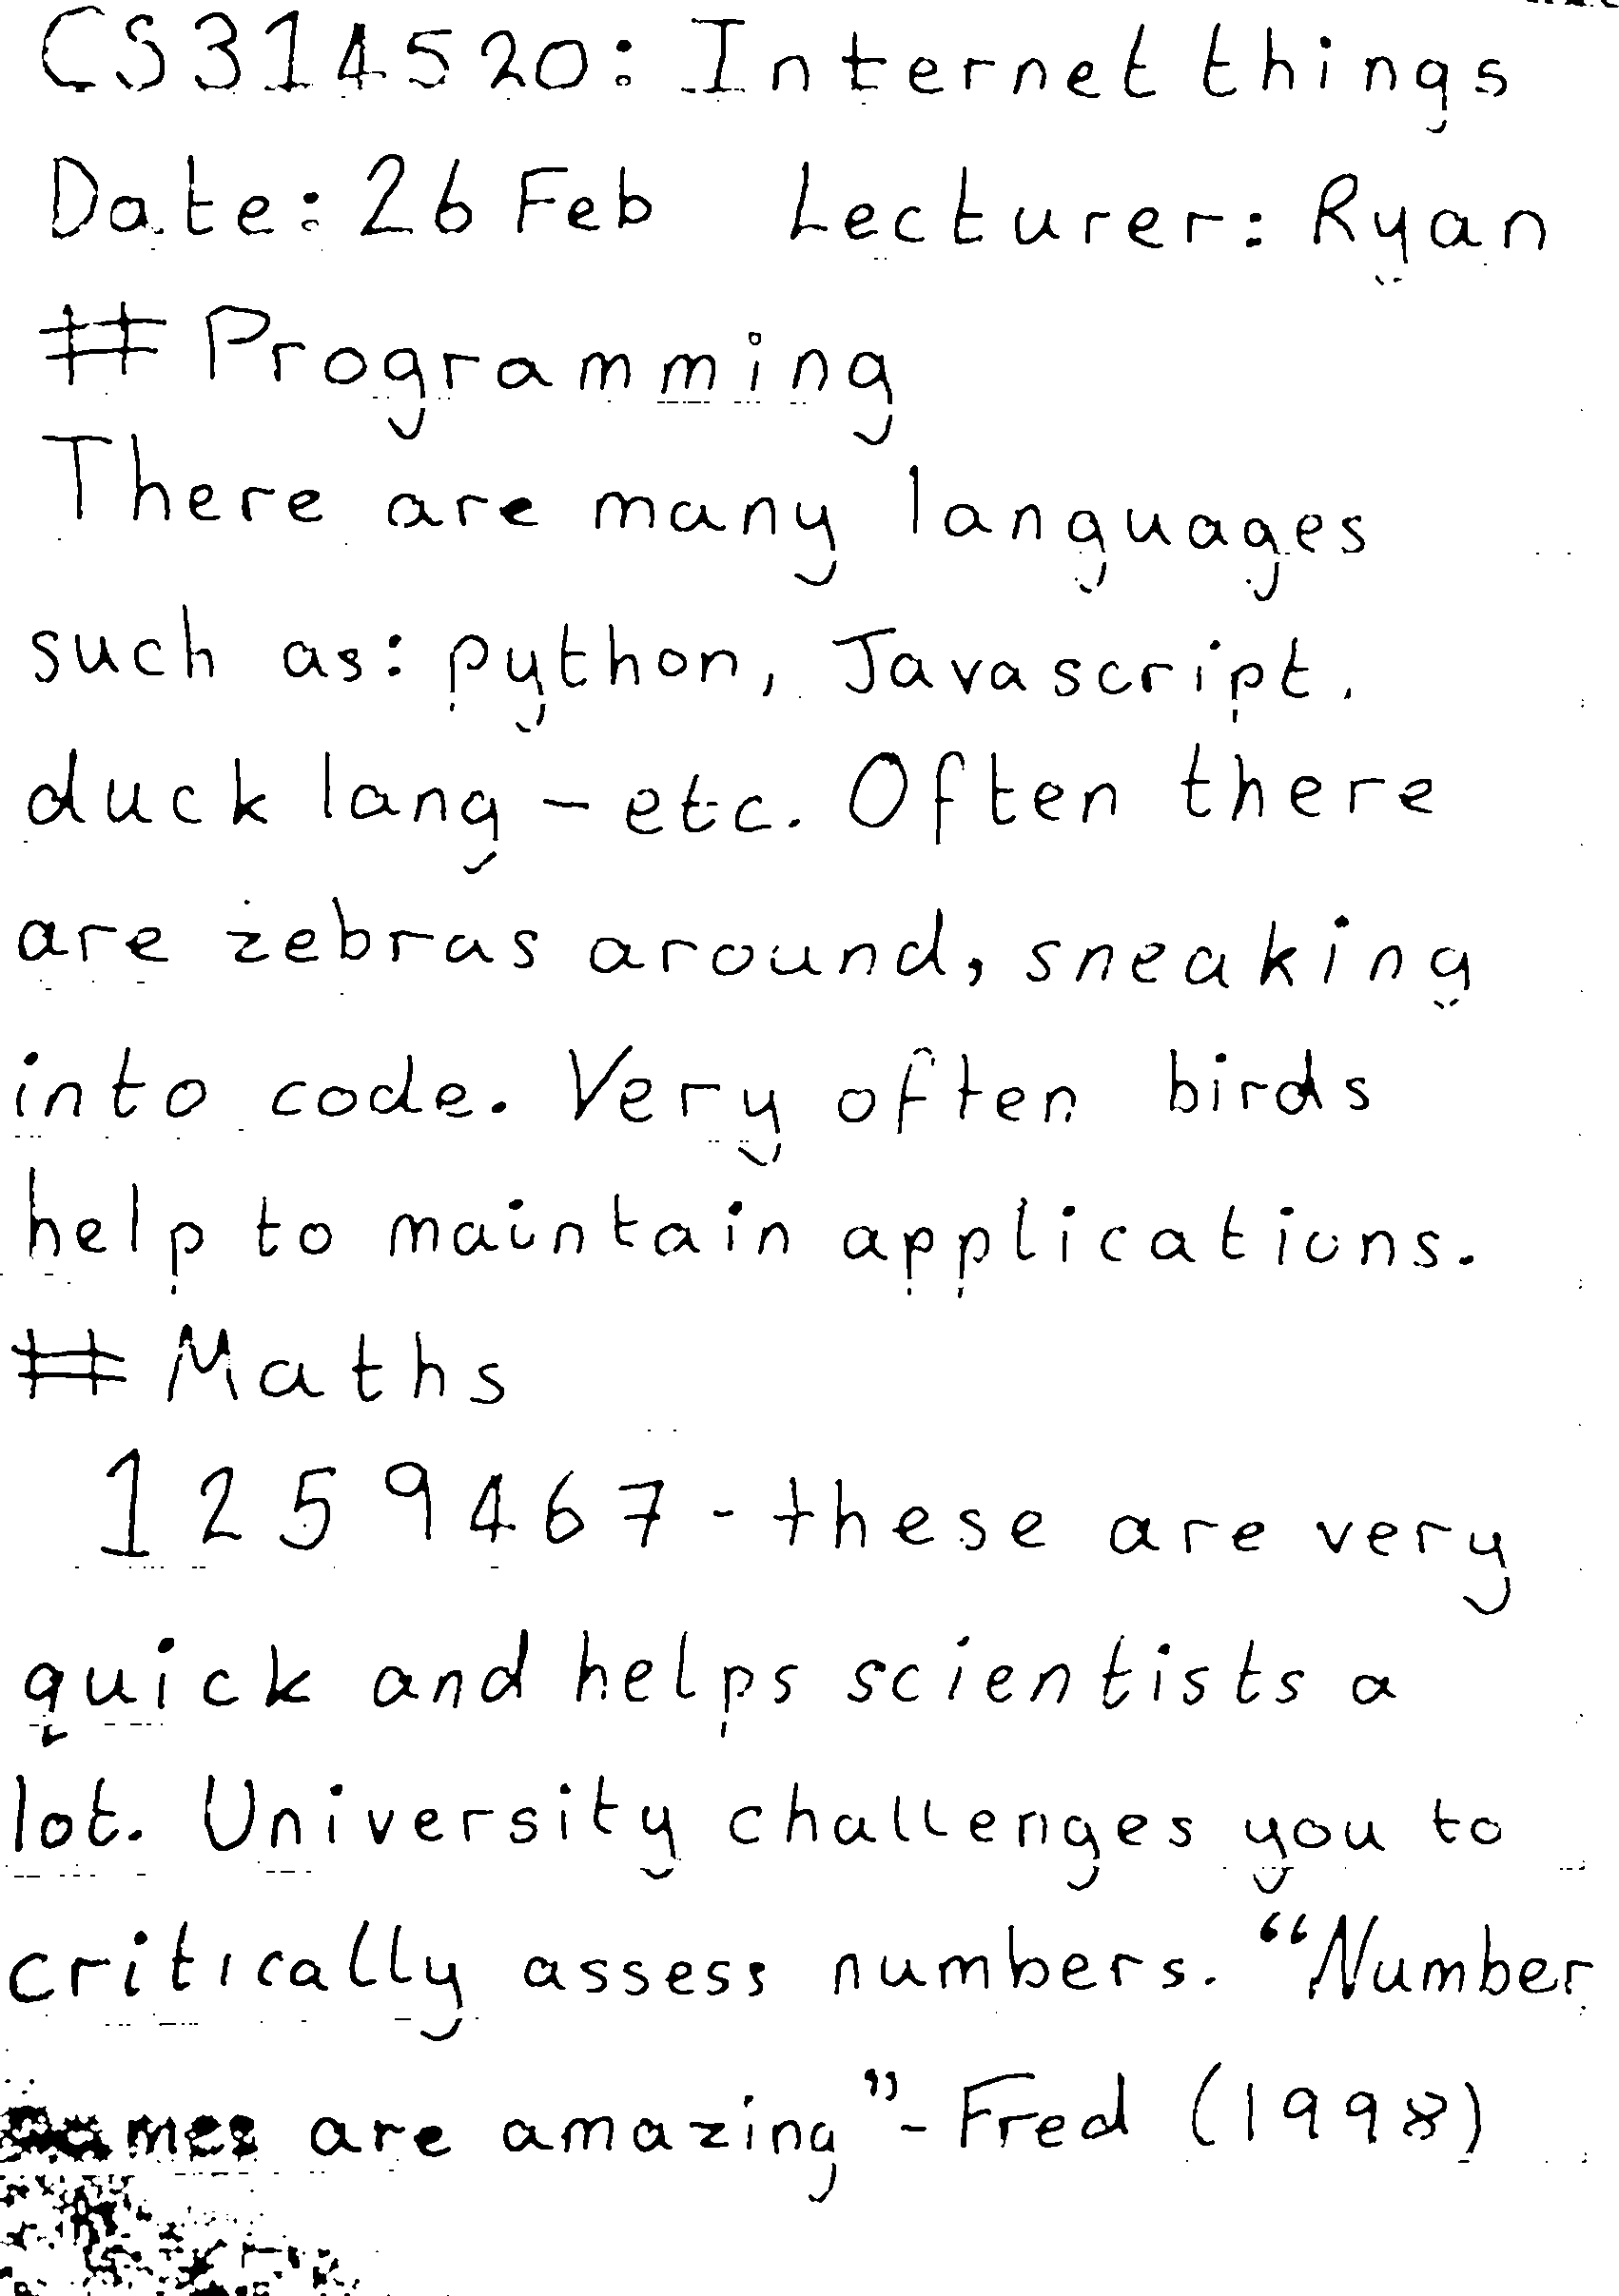 CS314520: Internet things
Date: 26 Feb Lecturer: Ryan
# Programming
There are many languages
such as: python, Javascript,
duck lang - etc. Often there
are zebras around, sneaking
into code. Very often birds
help to maintain applications.
# Maths
1259467 - these are very
quick and helps scientists a
lot. University challenges you to
critically assess numbers. "Number
games are amazing" - Fred (1998)